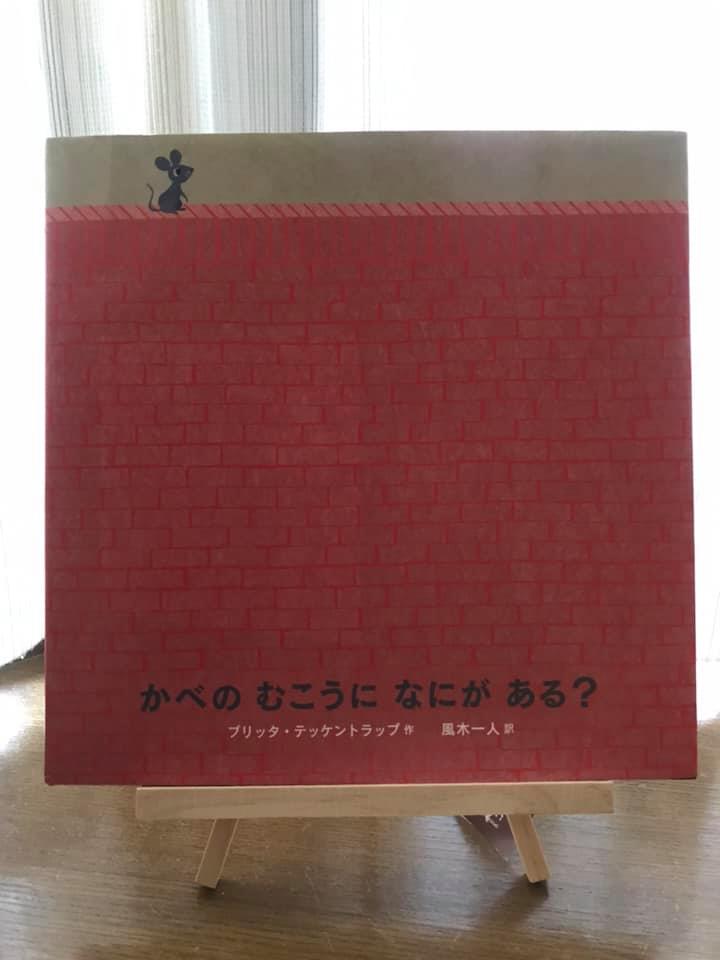 かべの むこうに なにが ある?
ブリッタ・テッケントラップ 作 風木一人 訳